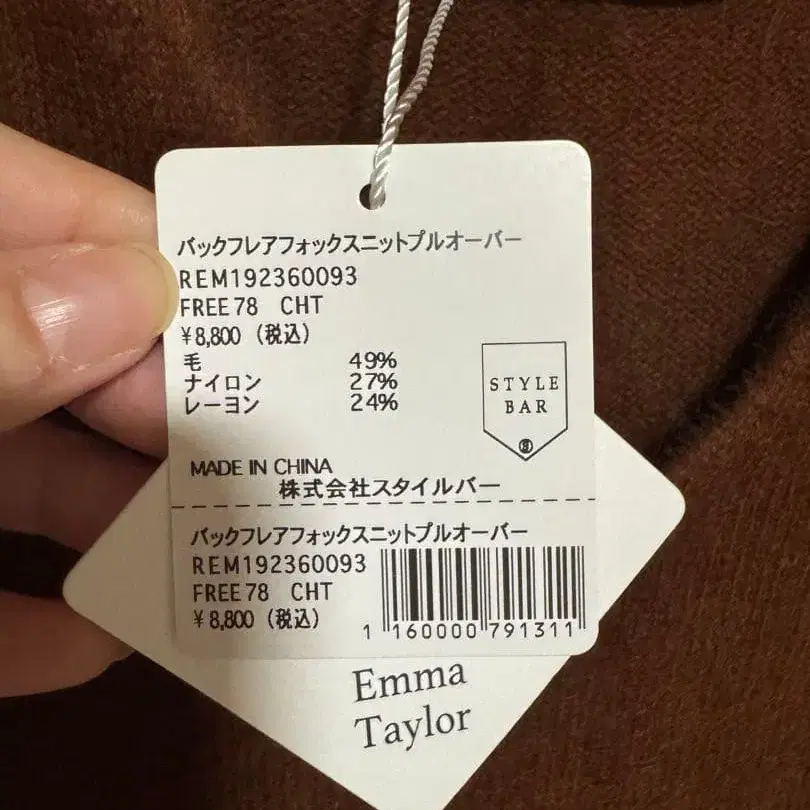 バックフレアフォックスニットプルオーバー
REM192360093
FREE78 CHT
¥8,800 (税込)
毛 49%
ナイロン 27%
レーヨン 24%
STYLE
BAR
MADE IN CHINA
株式会社スタイルバー
バックフレアフォックスニットプルオーバー
REM192360093
FREE78 CHT
¥8,800 (税込)
1 160000 791311
Emma
Taylor